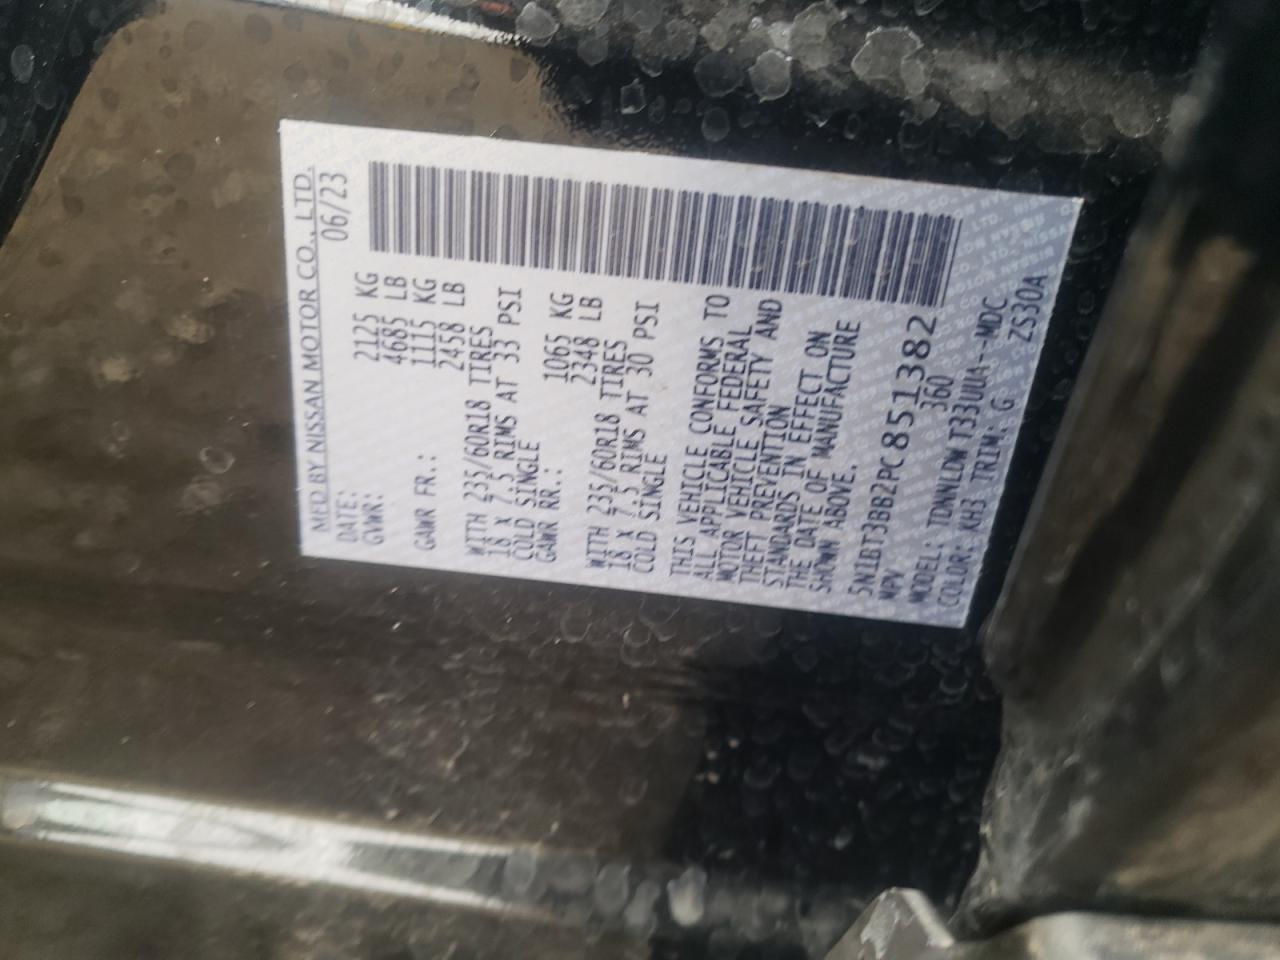 MFD BY NISSAN MOTOR CO., LTD.
DATE: 06/23
GVWR: 2125 KG
4685 LB
GAWR FR.: 1115 KG
2458 LB
WITH 235/60R18 TIRES
18 X 7.5 RIMS AT 33 PSI
COLD SINGLE
GAWR RR.: 1065 KG
2348 LB
WITH 235/60R18 TIRES
18 X 7.5 RIMS AT 30 PSI
COLD SINGLE
THIS VEHICLE CONFORMS TO
ALL APPLICABLE FEDERAL
MOTOR VEHICLE SAFETY AND
THEFT PREVENTION
STANDARDS IN EFFECT ON
THE DATE OF MANUFACTURE
SHOWN ABOVE.
5N1BT3BB2PC851382
MPV 360
MODEL: TDWNLDW T33UUA--MDC
COLOR: KH3 TRIM: G ZS30A